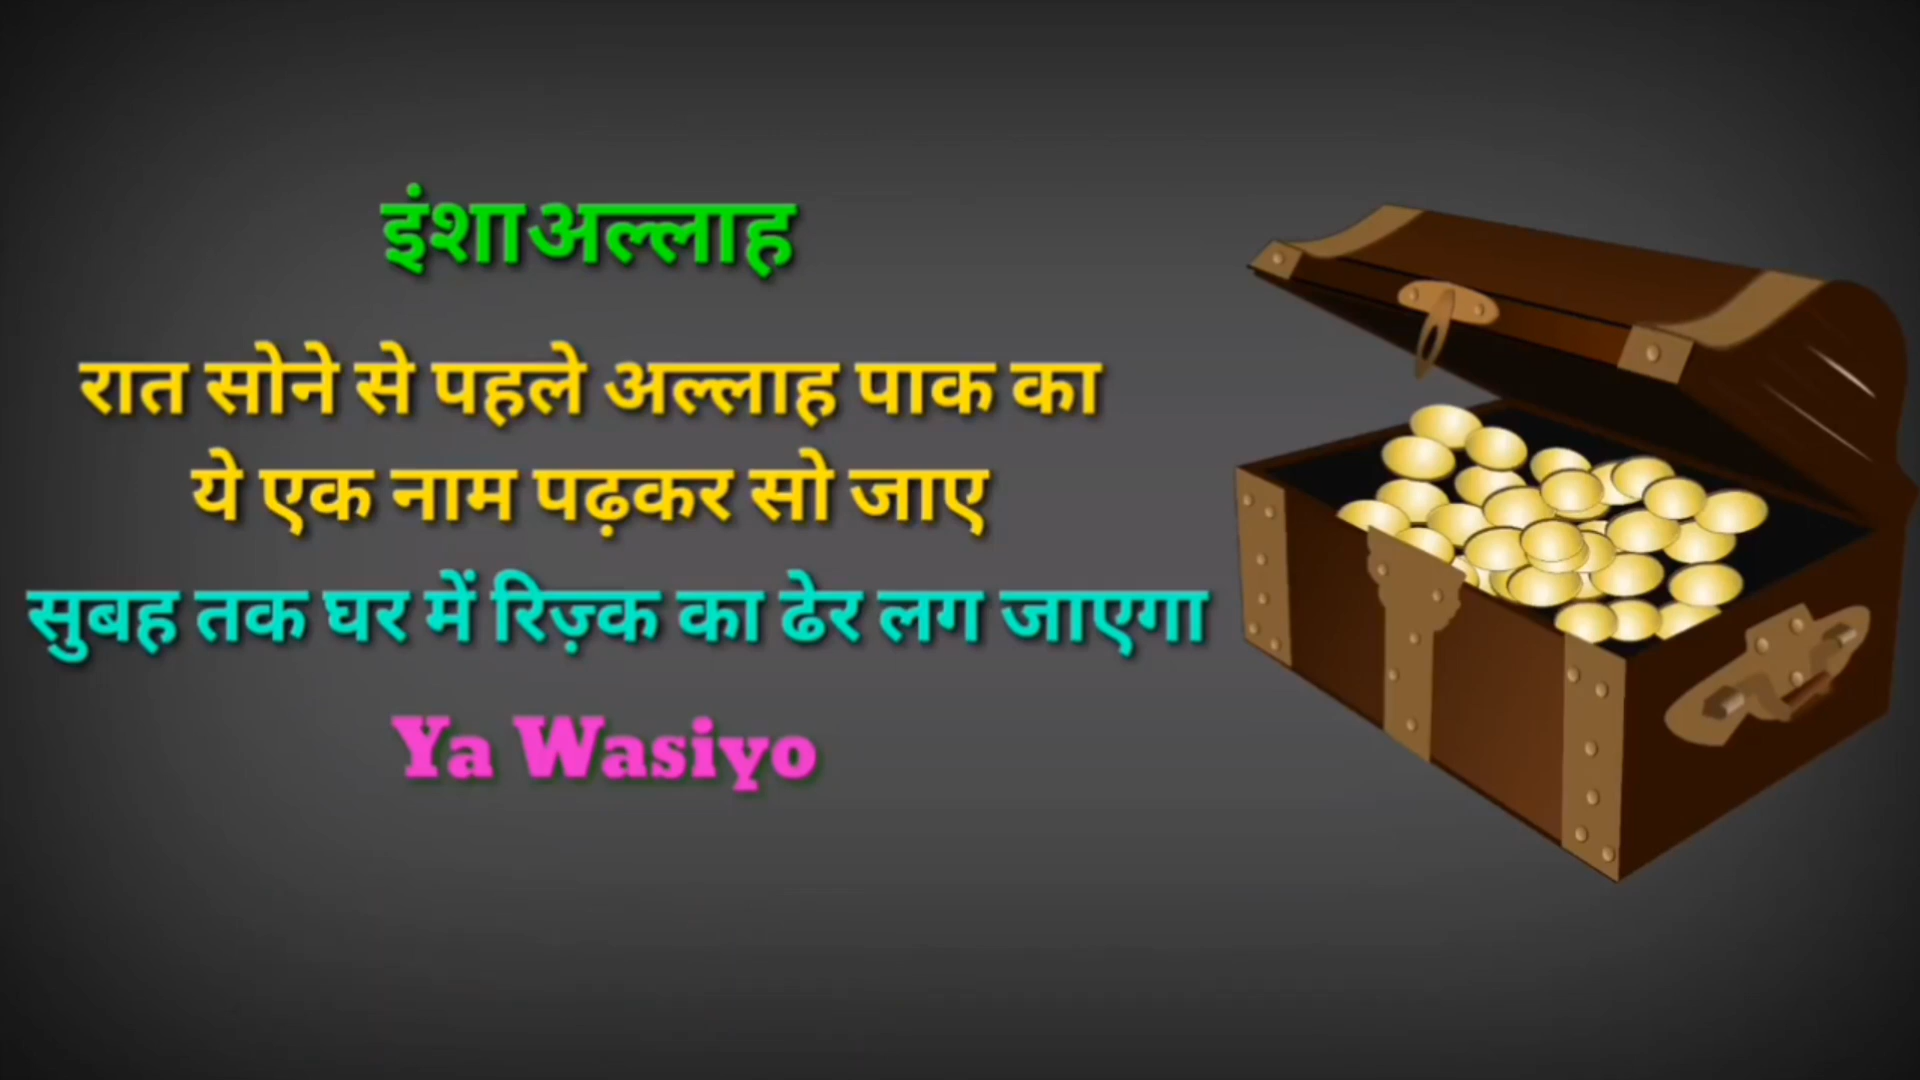 इंशाअल्लाह
रात सोने से पहले अल्लाह पाक का
ये एक नाम पढ़कर सो जाए
सुबह तक घर में रिज़्क का ढेर लग जाएगा
Ya Wasiyo